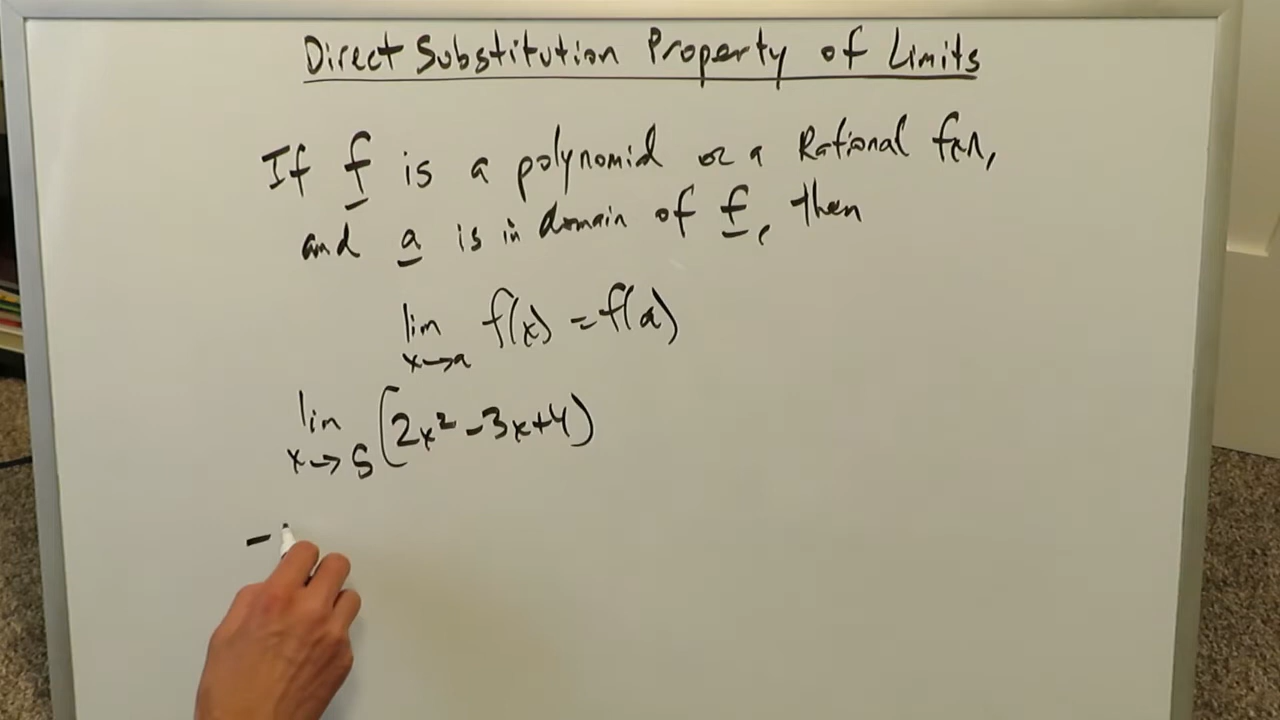 Direct Substitution Property of Limits
If f is a polynomial or a Rational fxn,
and a is in domain of f, then
lim x→a f(x) = f(a)
lim x→5 (2x² - 3x + 4)
-